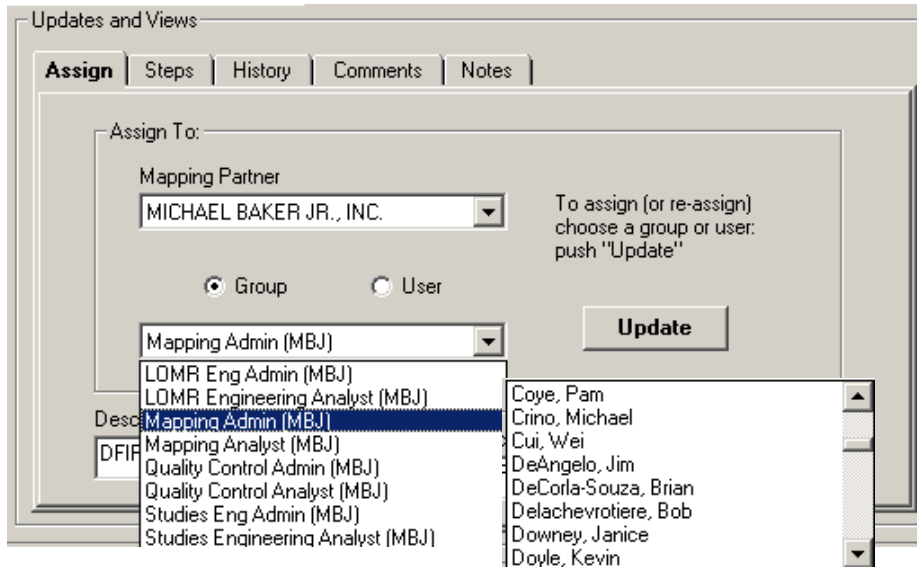 Updates and Views
Assign Steps History Comments Notes
Assign To:
Mapping Partner
MICHAEL BAKER JR., INC.
To assign (or re-assign)
choose a group or user:
push "Update"
Group User
Mapping Admin (MBJ)
Update
LOMR Eng Admin (MBJ)
LOMR Engineering Analyst (MBJ)
Mapping Admin (MBJ)
Mapping Analyst (MBJ)
Quality Control Admin (MBJ)
Quality Control Analyst (MBJ)
Studies Eng Admin (MBJ)
Studies Engineering Analyst (MBJ)
Coye, Pam
Crino, Michael
Cui, Wei
DeAngelo, Jim
DeCorla-Souza, Brian
Delachevrotiere, Bob
Downey, Janice
Doyle, Kevin
Desc